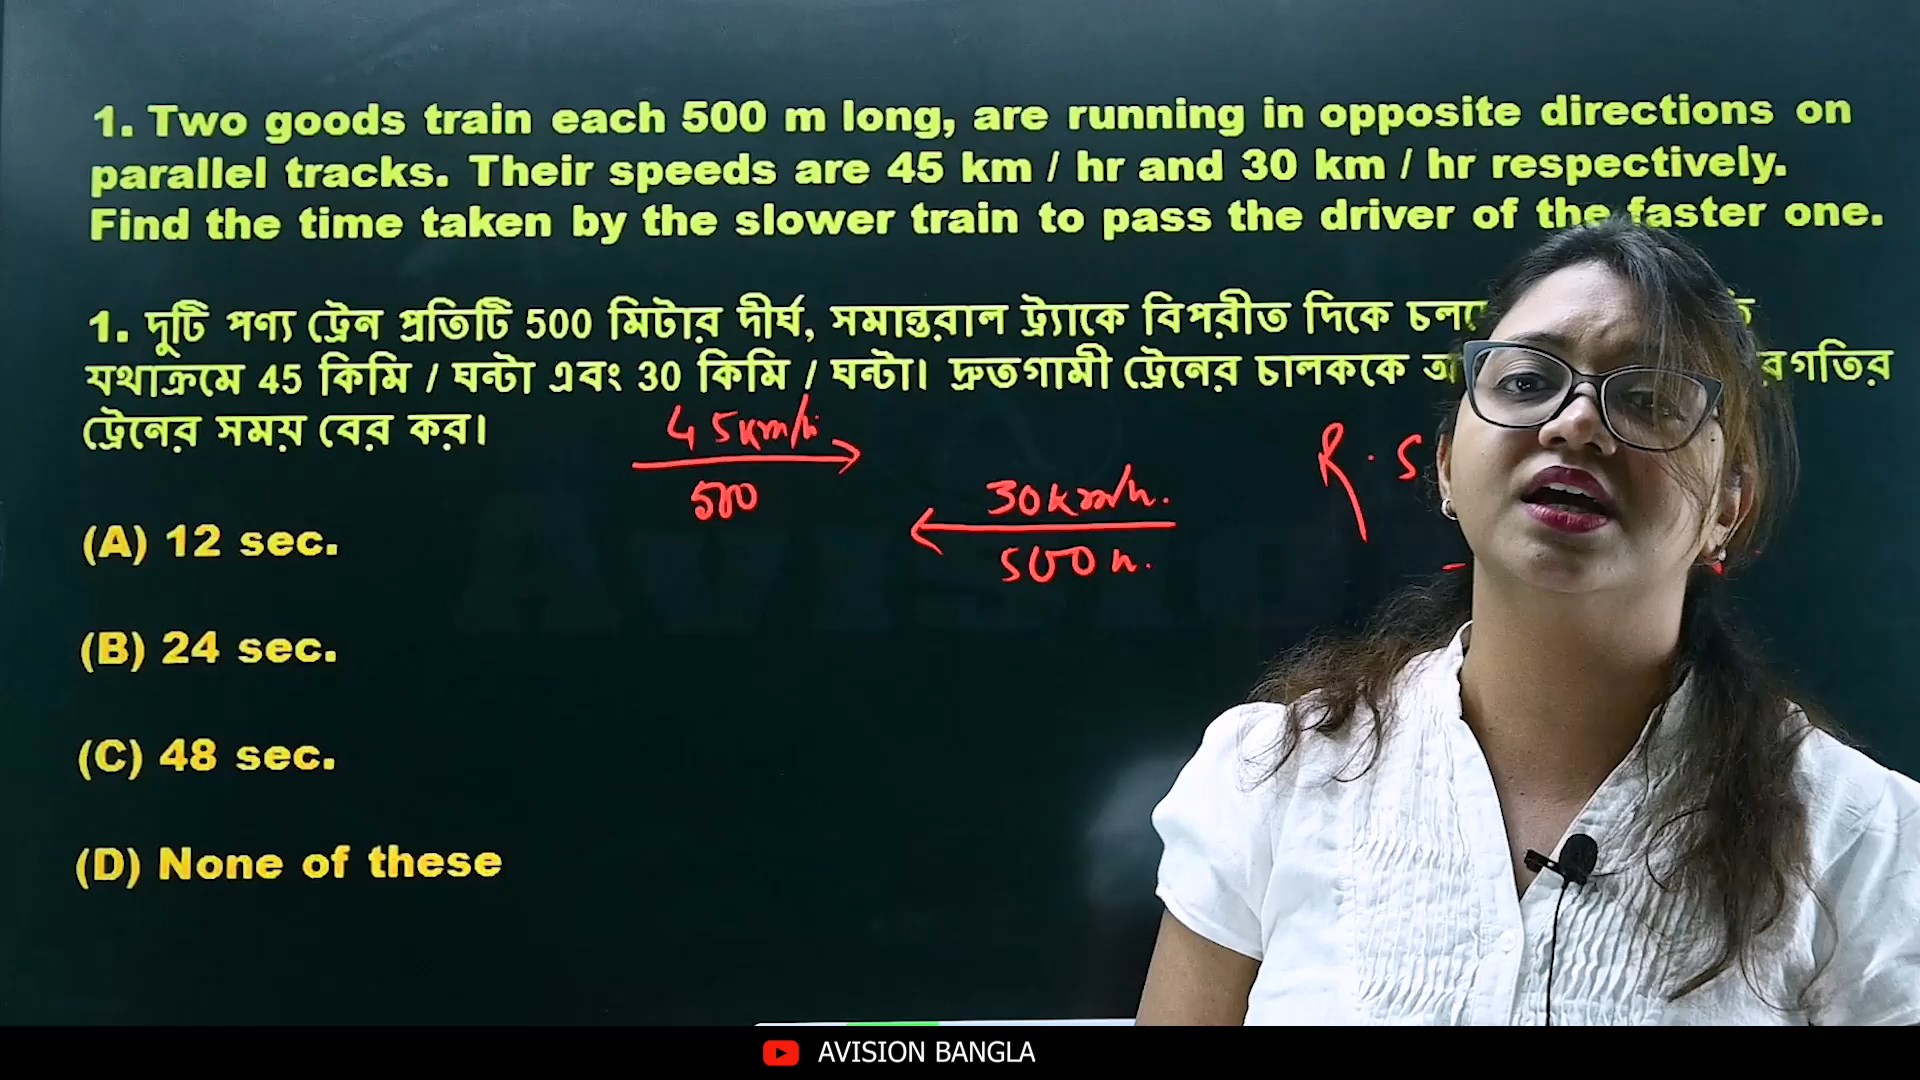 1. Two goods train each 500 m long, are running in opposite directions on
parallel tracks. Their speeds are 45 km / hr and 30 km / hr respectively.
Find the time taken by the slower train to pass the driver of the faster one.
1. দুটি পণ্য ট্রেন প্রতিটি 500 মিটার দীর্ঘ, সমান্তরাল ট্র্যাকে বিপরীত দিকে
যথাক্রমে 45 কিমি / ঘন্টা এবং 30 কিমি / ঘন্টা। দ্রুতগামী ট্রেনের চালককে
ট্রেনের সময় বের কর।
45km/h
500
30km/h.
500 m.
R. S
(A) 12 sec.
(B) 24 sec.
(C) 48 sec.
(D) None of these
AVISION BANGLA